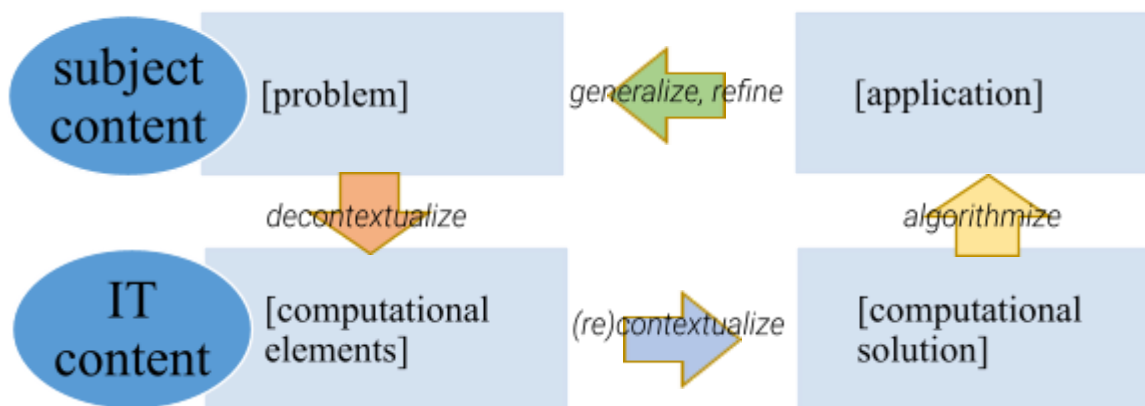 subject
content
[problem]
generalize, refine
[application]
decontextualize
algorithmize
IT
content
[computational
elements]
(re)contextualize
[computational
solution]